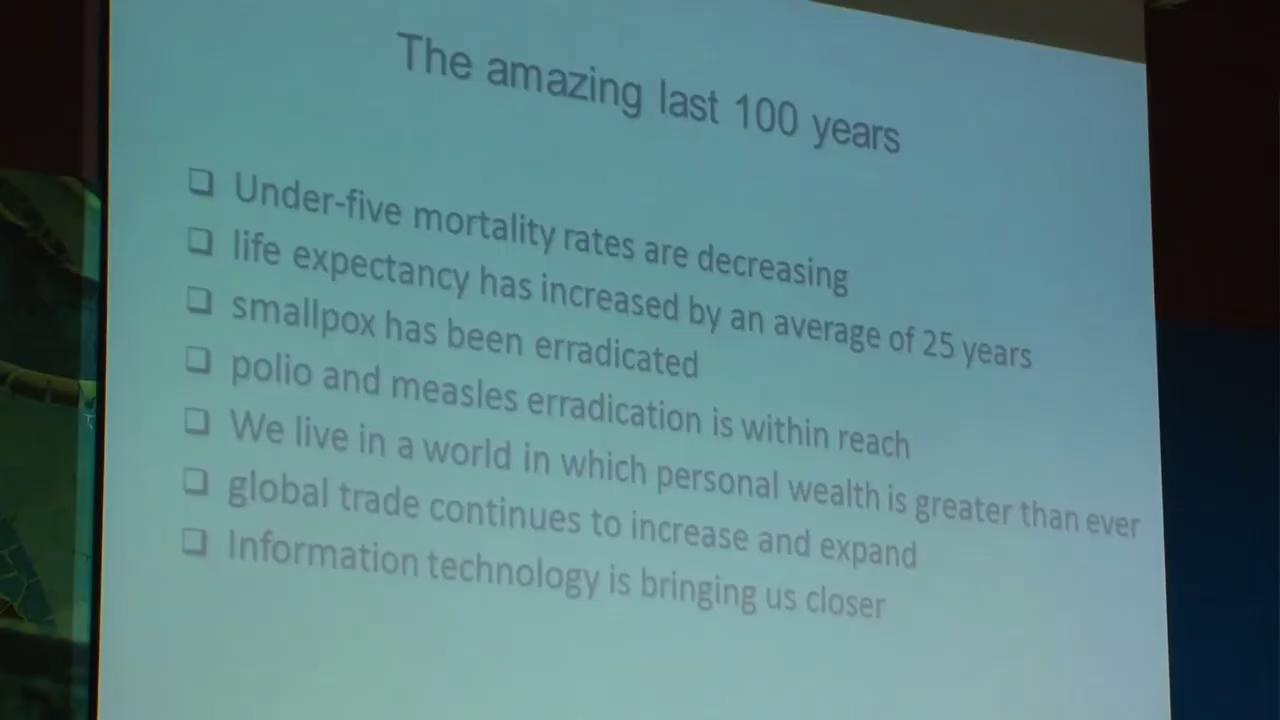 The amazing last 100 years
❑ Under-five mortality rates are decreasing
❑ life expectancy has increased by an average of 25 years
❑ smallpox has been erradicated
❑ polio and measles erradication is within reach
❑ We live in a world in which personal wealth is greater than ever
❑ global trade continues to increase and expand
❑ Information technology is bringing us closer